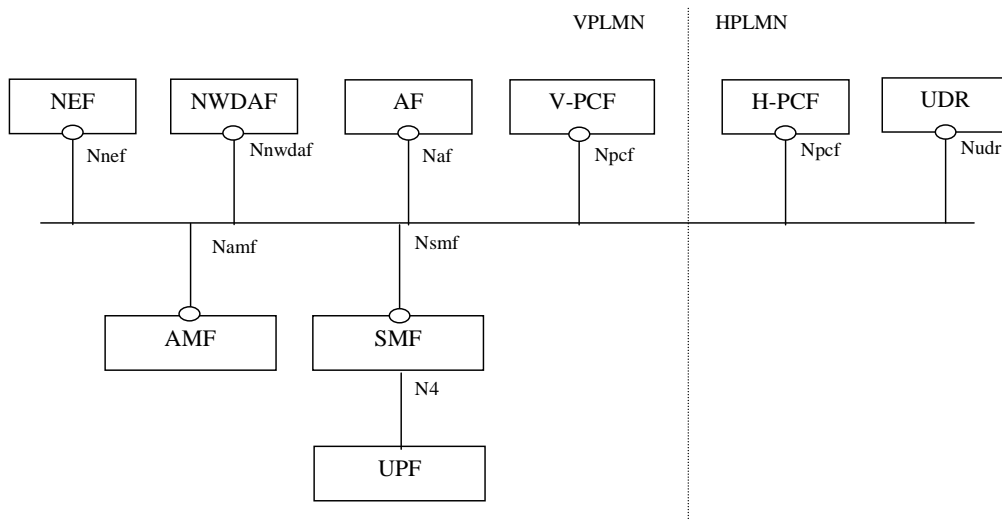 VPLMN HPLMN
NEF NWDAF AF V-PCF H-PCF UDR
Nnef Nnwdaf Naf Npcf Npcf Nudr
Namf Nsmf
AMF SMF
N4
UPF